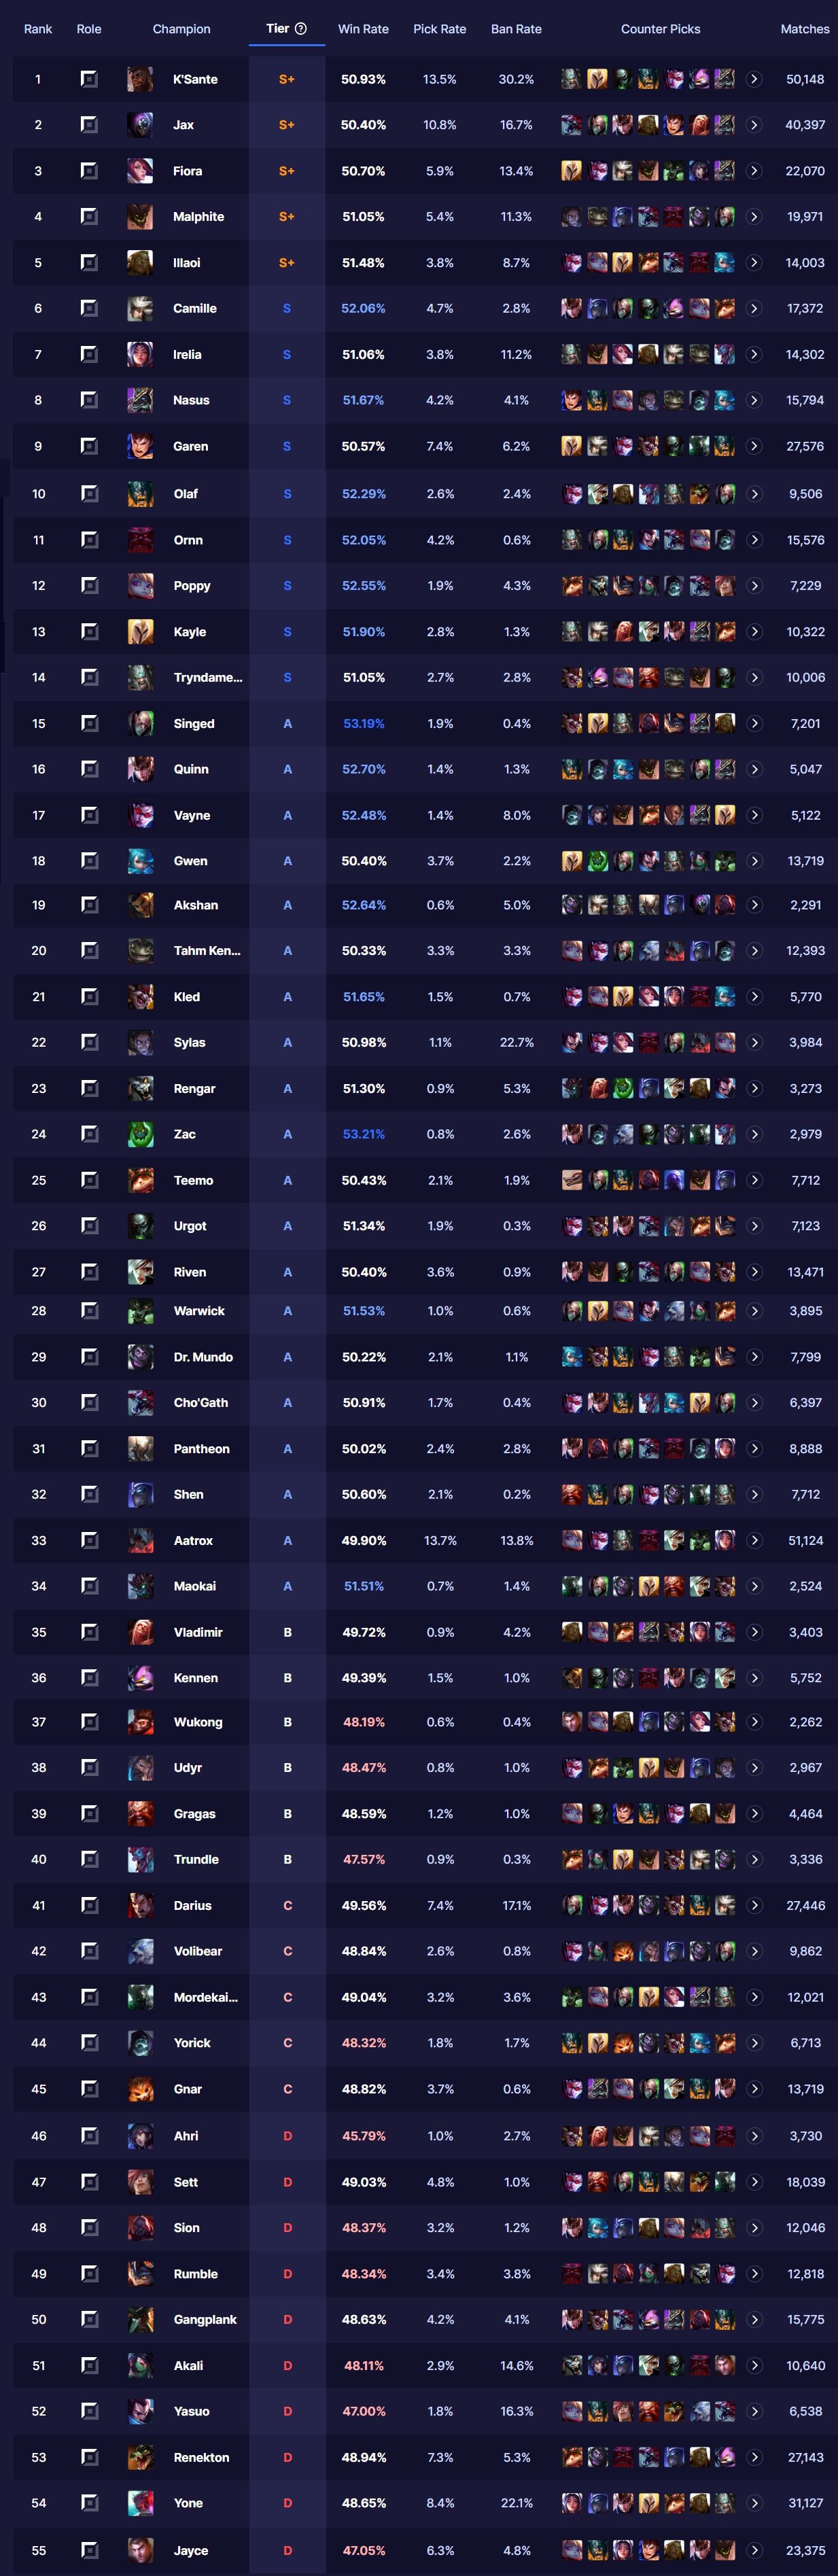 Rank Role Champion Tier ? Win Rate Pick Rate Ban Rate Counter Picks Matches
1 K'Sante S+ 50.93% 13.5% 30.2% 50,148
2 Jax S+ 50.40% 10.8% 16.7% 40,397
3 Fiora S+ 50.70% 5.9% 13.4% 22,070
4 Malphite S+ 51.05% 5.4% 11.3% 19,971
5 Illaoi S+ 51.48% 3.8% 8.7% 14,003
6 Camille S 52.06% 4.7% 2.8% 17,372
7 Irelia S 51.06% 3.8% 11.2% 14,302
8 Nasus S 51.67% 4.2% 4.1% 15,794
9 Garen S 50.57% 7.4% 6.2% 27,576
10 Olaf S 52.29% 2.6% 2.4% 9,506
11 Ornn S 52.05% 4.2% 0.6% 15,576
12 Poppy S 52.55% 1.9% 4.3% 7,229
13 Kayle S 51.90% 2.8% 1.3% 10,322
14 Tryndame... S 51.05% 2.7% 2.8% 10,006
15 Singed A 53.19% 1.9% 0.4% 7,201
16 Quinn A 52.70% 1.4% 1.3% 5,047
17 Vayne A 52.48% 1.4% 8.0% 5,122
18 Gwen A 50.40% 3.7% 2.2% 13,719
19 Akshan A 52.64% 0.6% 5.0% 2,291
20 Tahm Ken... A 50.33% 3.3% 3.3% 12,393
21 Kled A 51.65% 1.5% 0.7% 5,770
22 Sylas A 50.98% 1.1% 22.7% 3,984
23 Rengar A 51.30% 0.9% 5.3% 3,273
24 Zac A 53.21% 0.8% 2.6% 2,979
25 Teemo A 50.43% 2.1% 1.9% 7,712
26 Urgot A 51.34% 1.9% 0.3% 7,123
27 Riven A 50.40% 3.6% 0.9% 13,471
28 Warwick A 51.53% 1.0% 0.6% 3,895
29 Dr. Mundo A 50.22% 2.1% 1.1% 7,799
30 Cho'Gath A 50.91% 1.7% 0.4% 6,397
31 Pantheon A 50.02% 2.4% 2.8% 8,888
32 Shen A 50.60% 2.1% 0.2% 7,712
33 Aatrox A 49.90% 13.7% 13.8% 51,124
34 Maokai A 51.51% 0.7% 1.4% 2,524
35 Vladimir B 49.72% 0.9% 4.2% 3,403
36 Kennen B 49.39% 1.5% 1.0% 5,752
37 Wukong B 48.19% 0.6% 0.4% 2,262
38 Udyr B 48.47% 0.8% 1.0% 2,967
39 Gragas B 48.59% 1.2% 1.0% 4,464
40 Trundle B 47.57% 0.9% 0.3% 3,336
41 Darius C 49.56% 7.4% 17.1% 27,446
42 Volibear C 48.84% 2.6% 0.8% 9,862
43 Mordekai... C 49.04% 3.2% 3.6% 12,021
44 Yorick C 48.32% 1.8% 1.7% 6,713
45 Gnar C 48.82% 3.7% 0.6% 13,719
46 Ahri D 45.79% 1.0% 2.7% 3,730
47 Sett D 49.03% 4.8% 1.0% 18,039
48 Sion D 48.37% 3.2% 1.2% 12,046
49 Rumble D 48.34% 3.4% 3.8% 12,818
50 Gangplank D 48.63% 4.2% 4.1% 15,775
51 Akali D 48.11% 2.9% 14.6% 10,640
52 Yasuo D 47.00% 1.8% 16.3% 6,538
53 Renekton D 48.94% 7.3% 5.3% 27,143
54 Yone D 48.65% 8.4% 22.1% 31,127
55 Jayce D 47.05% 6.3% 4.8% 23,375